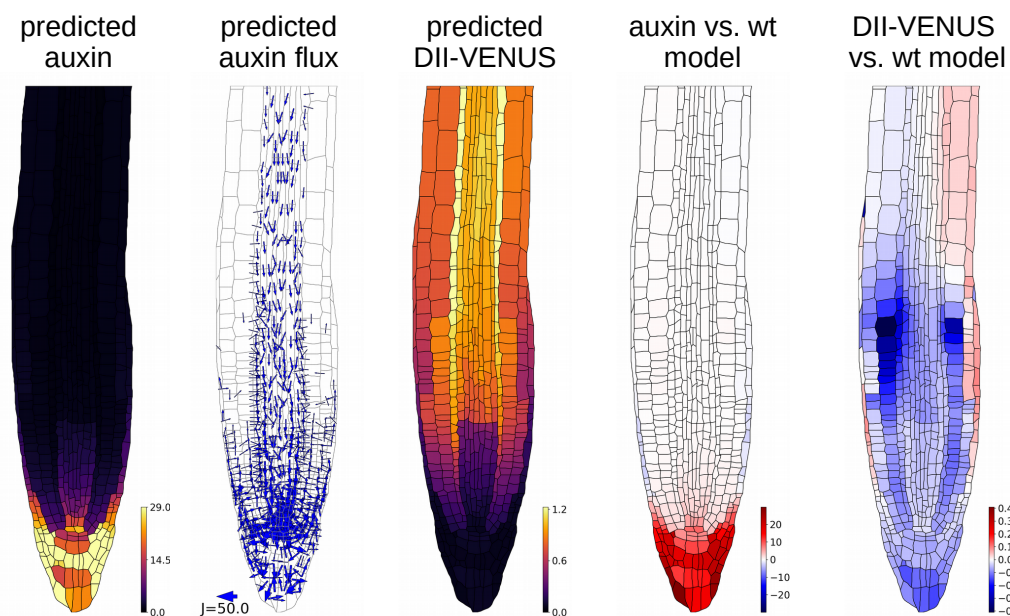 predicted
auxin
predicted
auxin flux
predicted
DII-VENUS
auxin vs. wt
model
DII-VENUS
vs. wt model
29.0
14.5
0.0
J=50.0
1.2
0.6
0.0
20
10
0
−10
−20
0.4
0.3
0.2
0.1
0.0